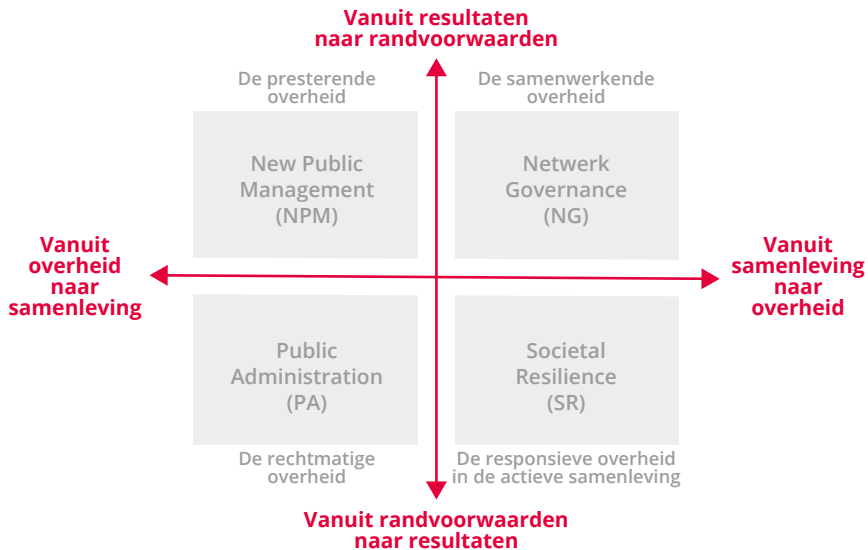 Vanuit resultaten
naar randvoorwaarden
De presterende
overheid
De samenwerkende
overheid
New Public
Management
(NPM)
Netwerk
Governance
(NG)
Vanuit
overheid
naar
samenleving
Vanuit
samenleving
naar
overheid
Public
Administration
(PA)
Societal
Resilience
(SR)
De rechtmatige
overheid
De responsieve overheid
in de actieve samenleving
Vanuit randvoorwaarden
naar resultaten